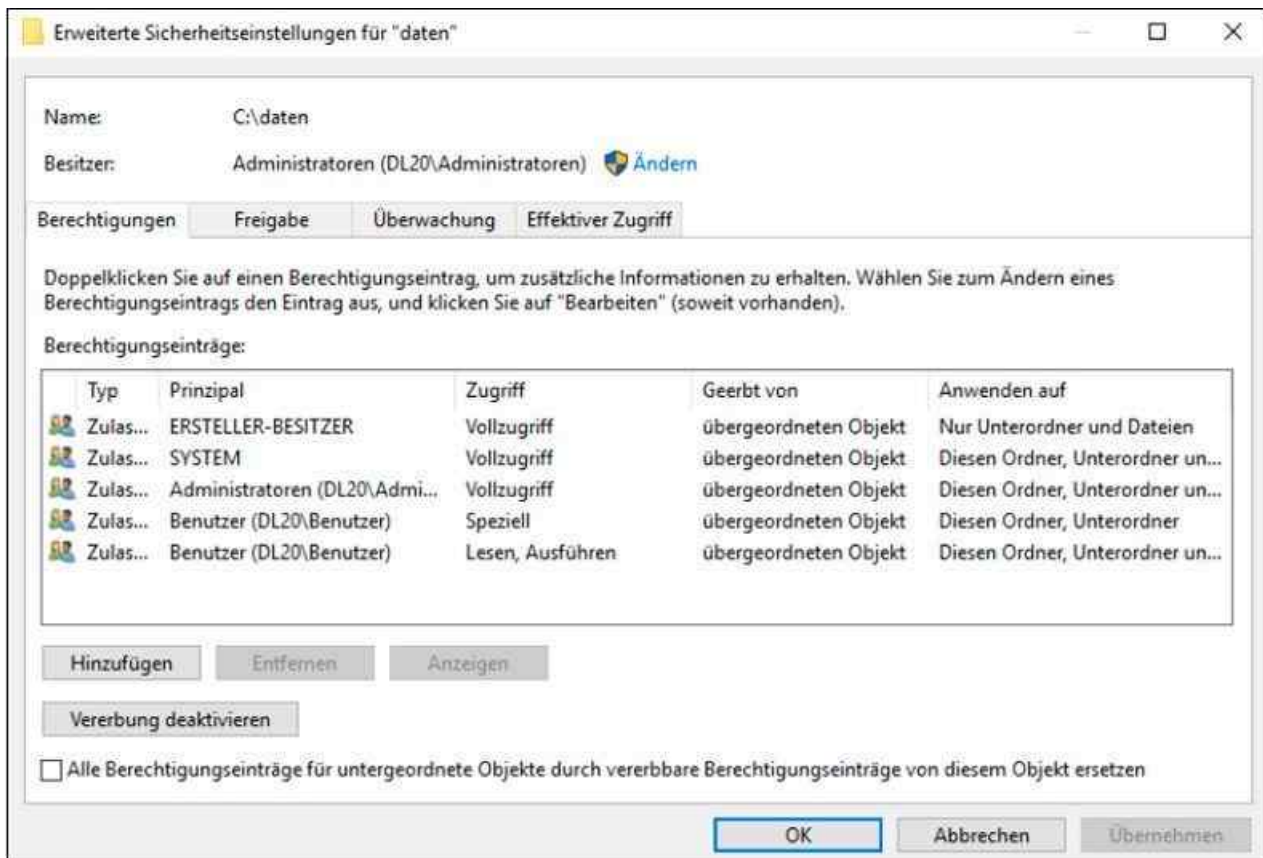 Erweiterte Sicherheitseinstellungen für "daten"
Name: C:\daten
Besitzer: Administratoren (DL20\Administratoren) Ändern
Berechtigungen Freigabe Überwachung Effektiver Zugriff
Doppelklicken Sie auf einen Berechtigungseintrag, um zusätzliche Informationen zu erhalten. Wählen Sie zum Ändern eines
Berechtigungseintrags den Eintrag aus, und klicken Sie auf "Bearbeiten" (soweit vorhanden).
Berechtigungseinträge:
Typ Prinzipal Zugriff Geerbt von Anwenden auf
Zulas... ERSTELLER-BESITZER Vollzugriff übergeordneten Objekt Nur Unterordner und Dateien
Zulas... SYSTEM Vollzugriff übergeordneten Objekt Diesen Ordner, Unterordner un...
Zulas... Administratoren (DL20\Admi... Vollzugriff übergeordneten Objekt Diesen Ordner, Unterordner un...
Zulas... Benutzer (DL20\Benutzer) Speziell übergeordneten Objekt Diesen Ordner, Unterordner
Zulas... Benutzer (DL20\Benutzer) Lesen, Ausführen übergeordneten Objekt Diesen Ordner, Unterordner un...
Hinzufügen Entfernen Anzeigen
Vererbung deaktivieren
Alle Berechtigungseinträge für untergeordnete Objekte durch vererbbare Berechtigungseinträge von diesem Objekt ersetzen
OK Abbrechen Übernehmen